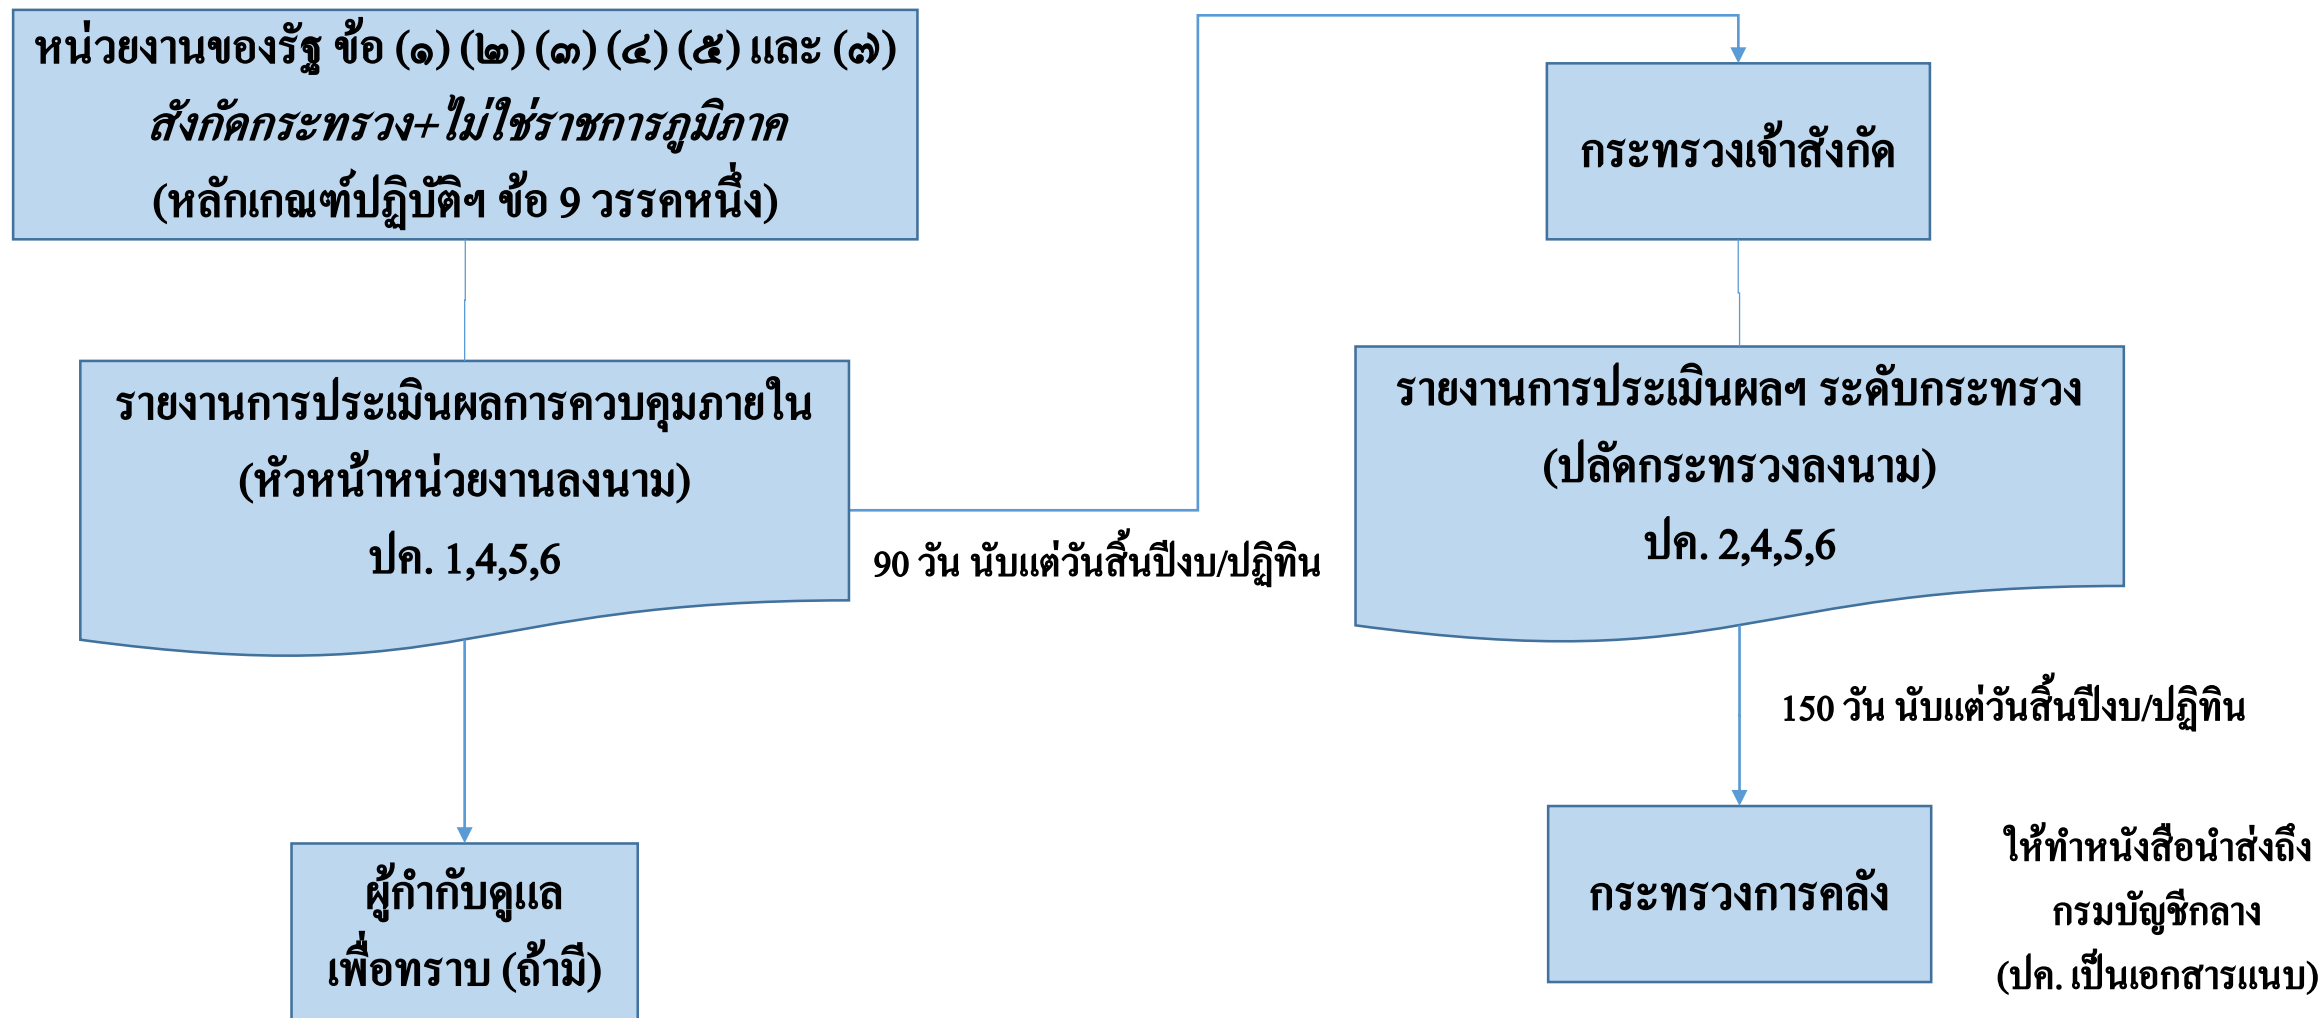 หน่วยงานของรัฐ ข้อ (๑) (๒) (๓) (๔) (๕) และ (๗)
สังกัดกระทรวง+ไม่ใช่ราชการภูมิภาค
(หลักเกณฑ์ปฏิบัติฯ ข้อ 9 วรรคหนึ่ง)
รายงานการประเมินผลการควบคุมภายใน
(หัวหน้าหน่วยงานลงนาม)
ปค. 1,4,5,6
90 วัน นับแต่วันสิ้นปีงบ/ปฏิทิน
ผู้กำกับดูแล
เพื่อทราบ (ถ้ามี)
กระทรวงเจ้าสังกัด
รายงานการประเมินผลฯ ระดับกระทรวง
(ปลัดกระทรวงลงนาม)
ปค. 2,4,5,6
150 วัน นับแต่วันสิ้นปีงบ/ปฏิทิน
กระทรวงการคลัง
ให้ทำหนังสือนำส่งถึง
กรมบัญชีกลาง
(ปค. เป็นเอกสารแนบ)